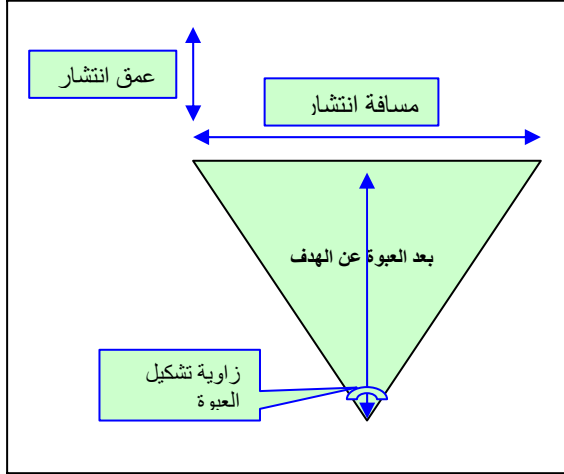 عمق انتشار
مسافة انتشار
بعد العبوة عن الهدف
زاوية تشكيل
العبوة